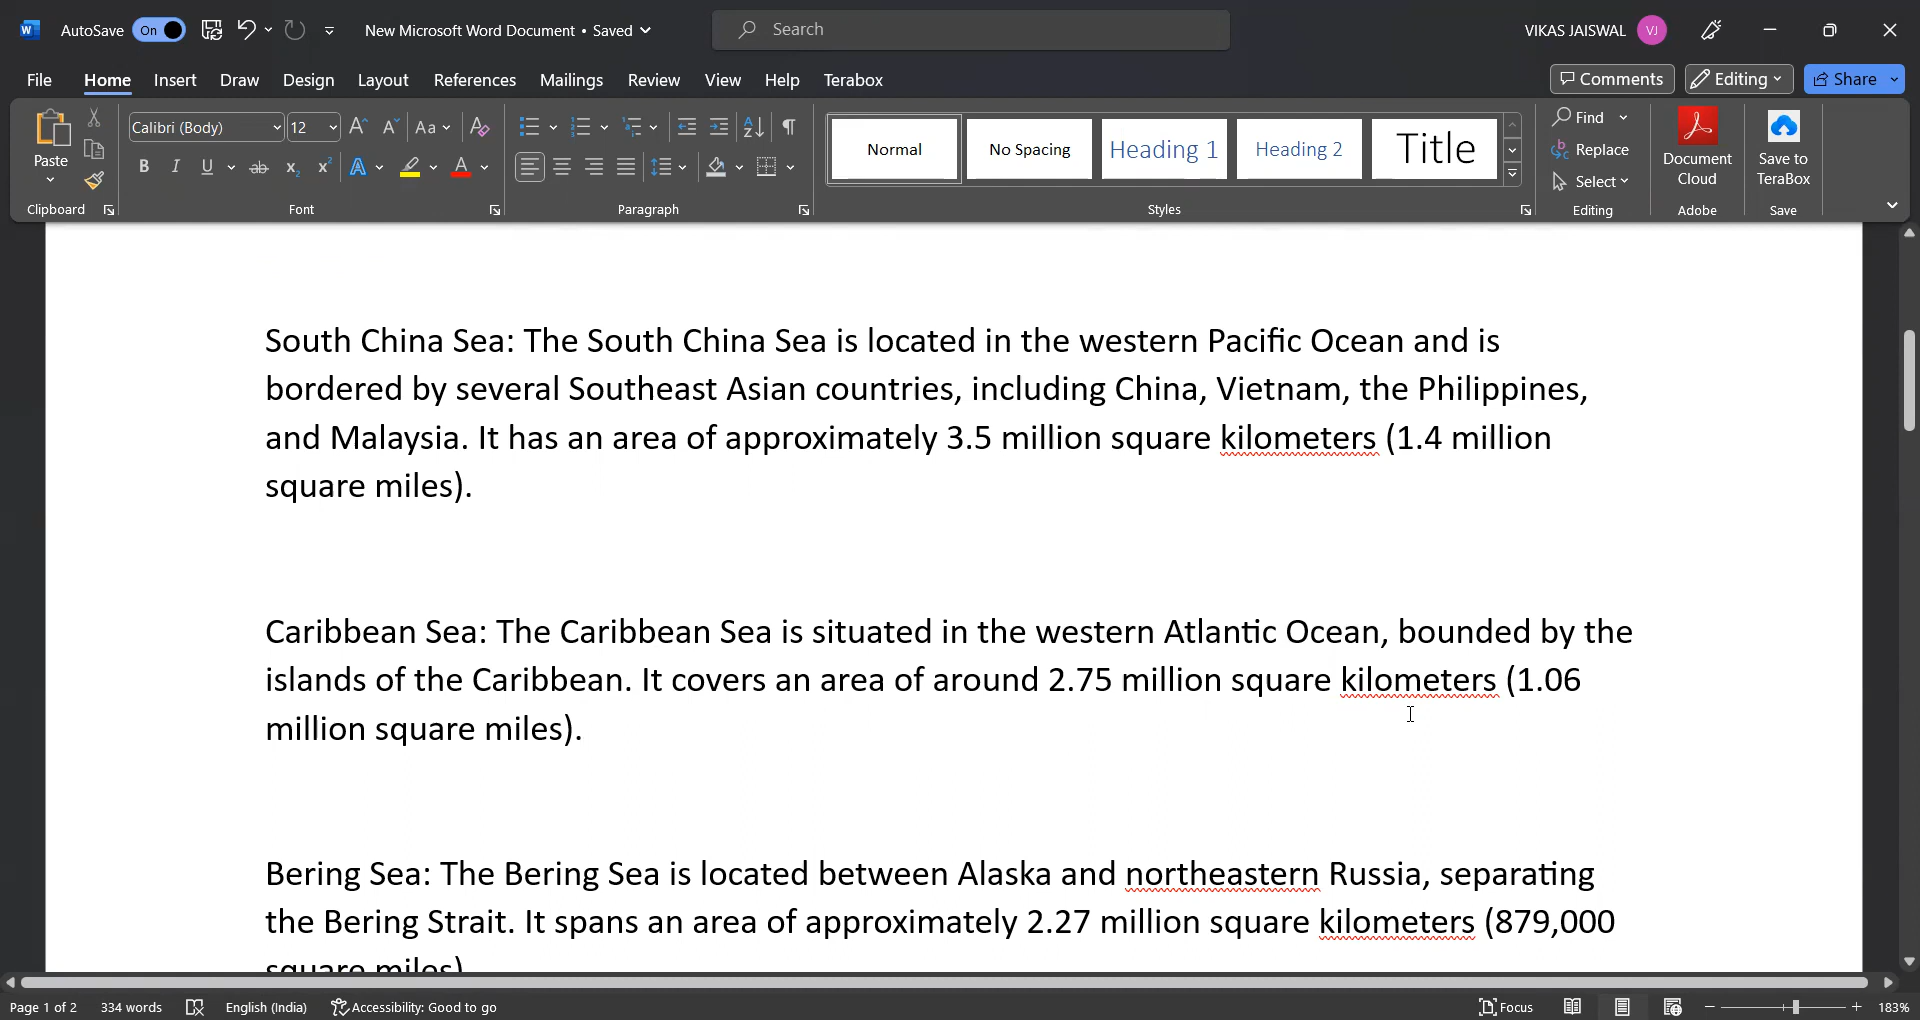 AutoSave On New Microsoft Word Document • Saved Search VIKAS JAISWAL VJ
File Home Insert Draw Design Layout References Mailings Review View Help Terabox Comments Editing Share
Paste
Clipboard
Calibri (Body) 12
Font
Paragraph
Normal No Spacing Heading 1 Heading 2 Title
Styles
Find
Replace
Select
Editing
Document
Cloud
Adobe
Save to
TeraBox
Save
South China Sea: The South China Sea is located in the western Pacific Ocean and is
bordered by several Southeast Asian countries, including China, Vietnam, the Philippines,
and Malaysia. It has an area of approximately 3.5 million square kilometers (1.4 million
square miles).
Caribbean Sea: The Caribbean Sea is situated in the western Atlantic Ocean, bounded by the
islands of the Caribbean. It covers an area of around 2.75 million square kilometers (1.06
million square miles).
Bering Sea: The Bering Sea is located between Alaska and northeastern Russia, separating
the Bering Strait. It spans an area of approximately 2.27 million square kilometers (879,000
square miles)
Page 1 of 2 334 words English (India) Accessibility: Good to go Focus 183%